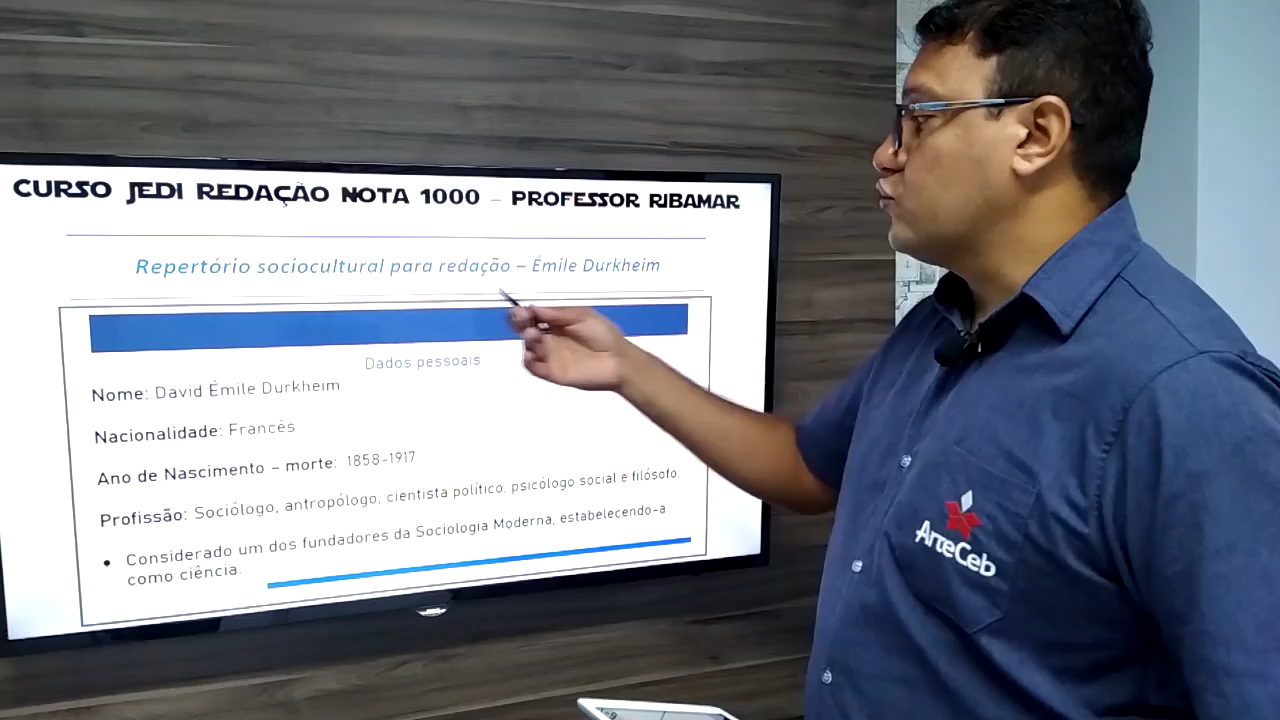 CURSO JEDI REDAÇÃO NOTA 1000 – PROFESSOR RIBAMAR
Repertório sociocultural para redação – Émile Durkheim
Dados pessoais
Nome: David Émile Durkheim
Nacionalidade: Francês
Ano de Nascimento – morte: 1858-1917
Profissão: Sociólogo, antropólogo, cientista político, psicólogo social e filósofo.
• Considerado um dos fundadores da Sociologia Moderna, estabelecendo-a
como ciência.
ArteCeb